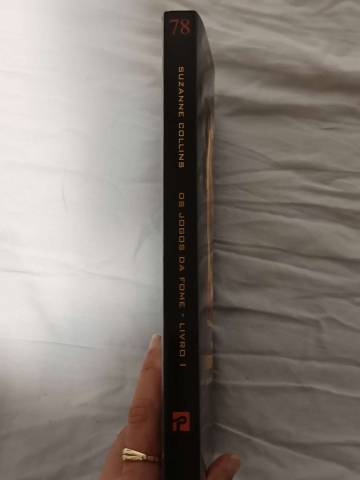 78
SUZANNE COLLINS
OS JOGOS DA FOME - LIVRO I